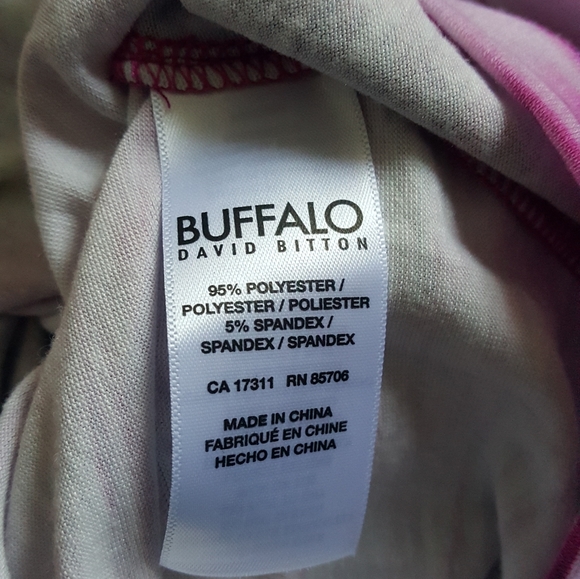 BUFFALO
DAVID BITTON
95% POLYESTER /
POLYESTER / POLIESTER
5% SPANDEX /
SPANDEX / SPANDEX
CA 17311 RN 85706
MADE IN CHINA
FABRIQUÉ EN CHINE
HECHO EN CHINA